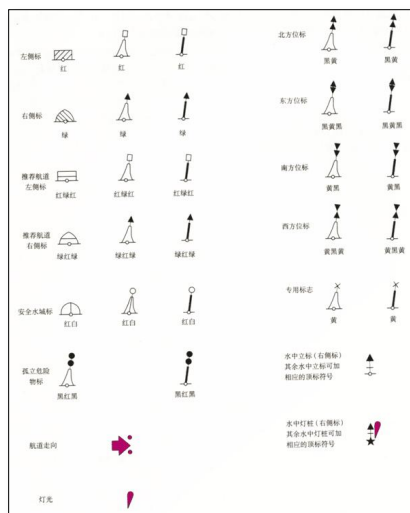 左侧标
红
红
红
右侧标
绿
绿
绿
推荐航道
左侧标
红绿红
红绿红
红绿红
推荐航道
右侧标
绿红绿
绿红绿
绿红绿
安全水域标
红白
红白
红白
孤立危险
物标
黑红黑
黑红黑
航道走向
灯光
北方位标
黑黄
黑黄
东方位标
黑黄黑
黑黄黑
南方位标
黄黑
黄黑
西方位标
黄黑黄
黄黑黄
专用标志
黄
黄
水中立标(右侧标)
其余水中立标可加
相应的顶标符号
水中灯桩(右侧标)
其余水中灯桩可加
相应的顶标符号